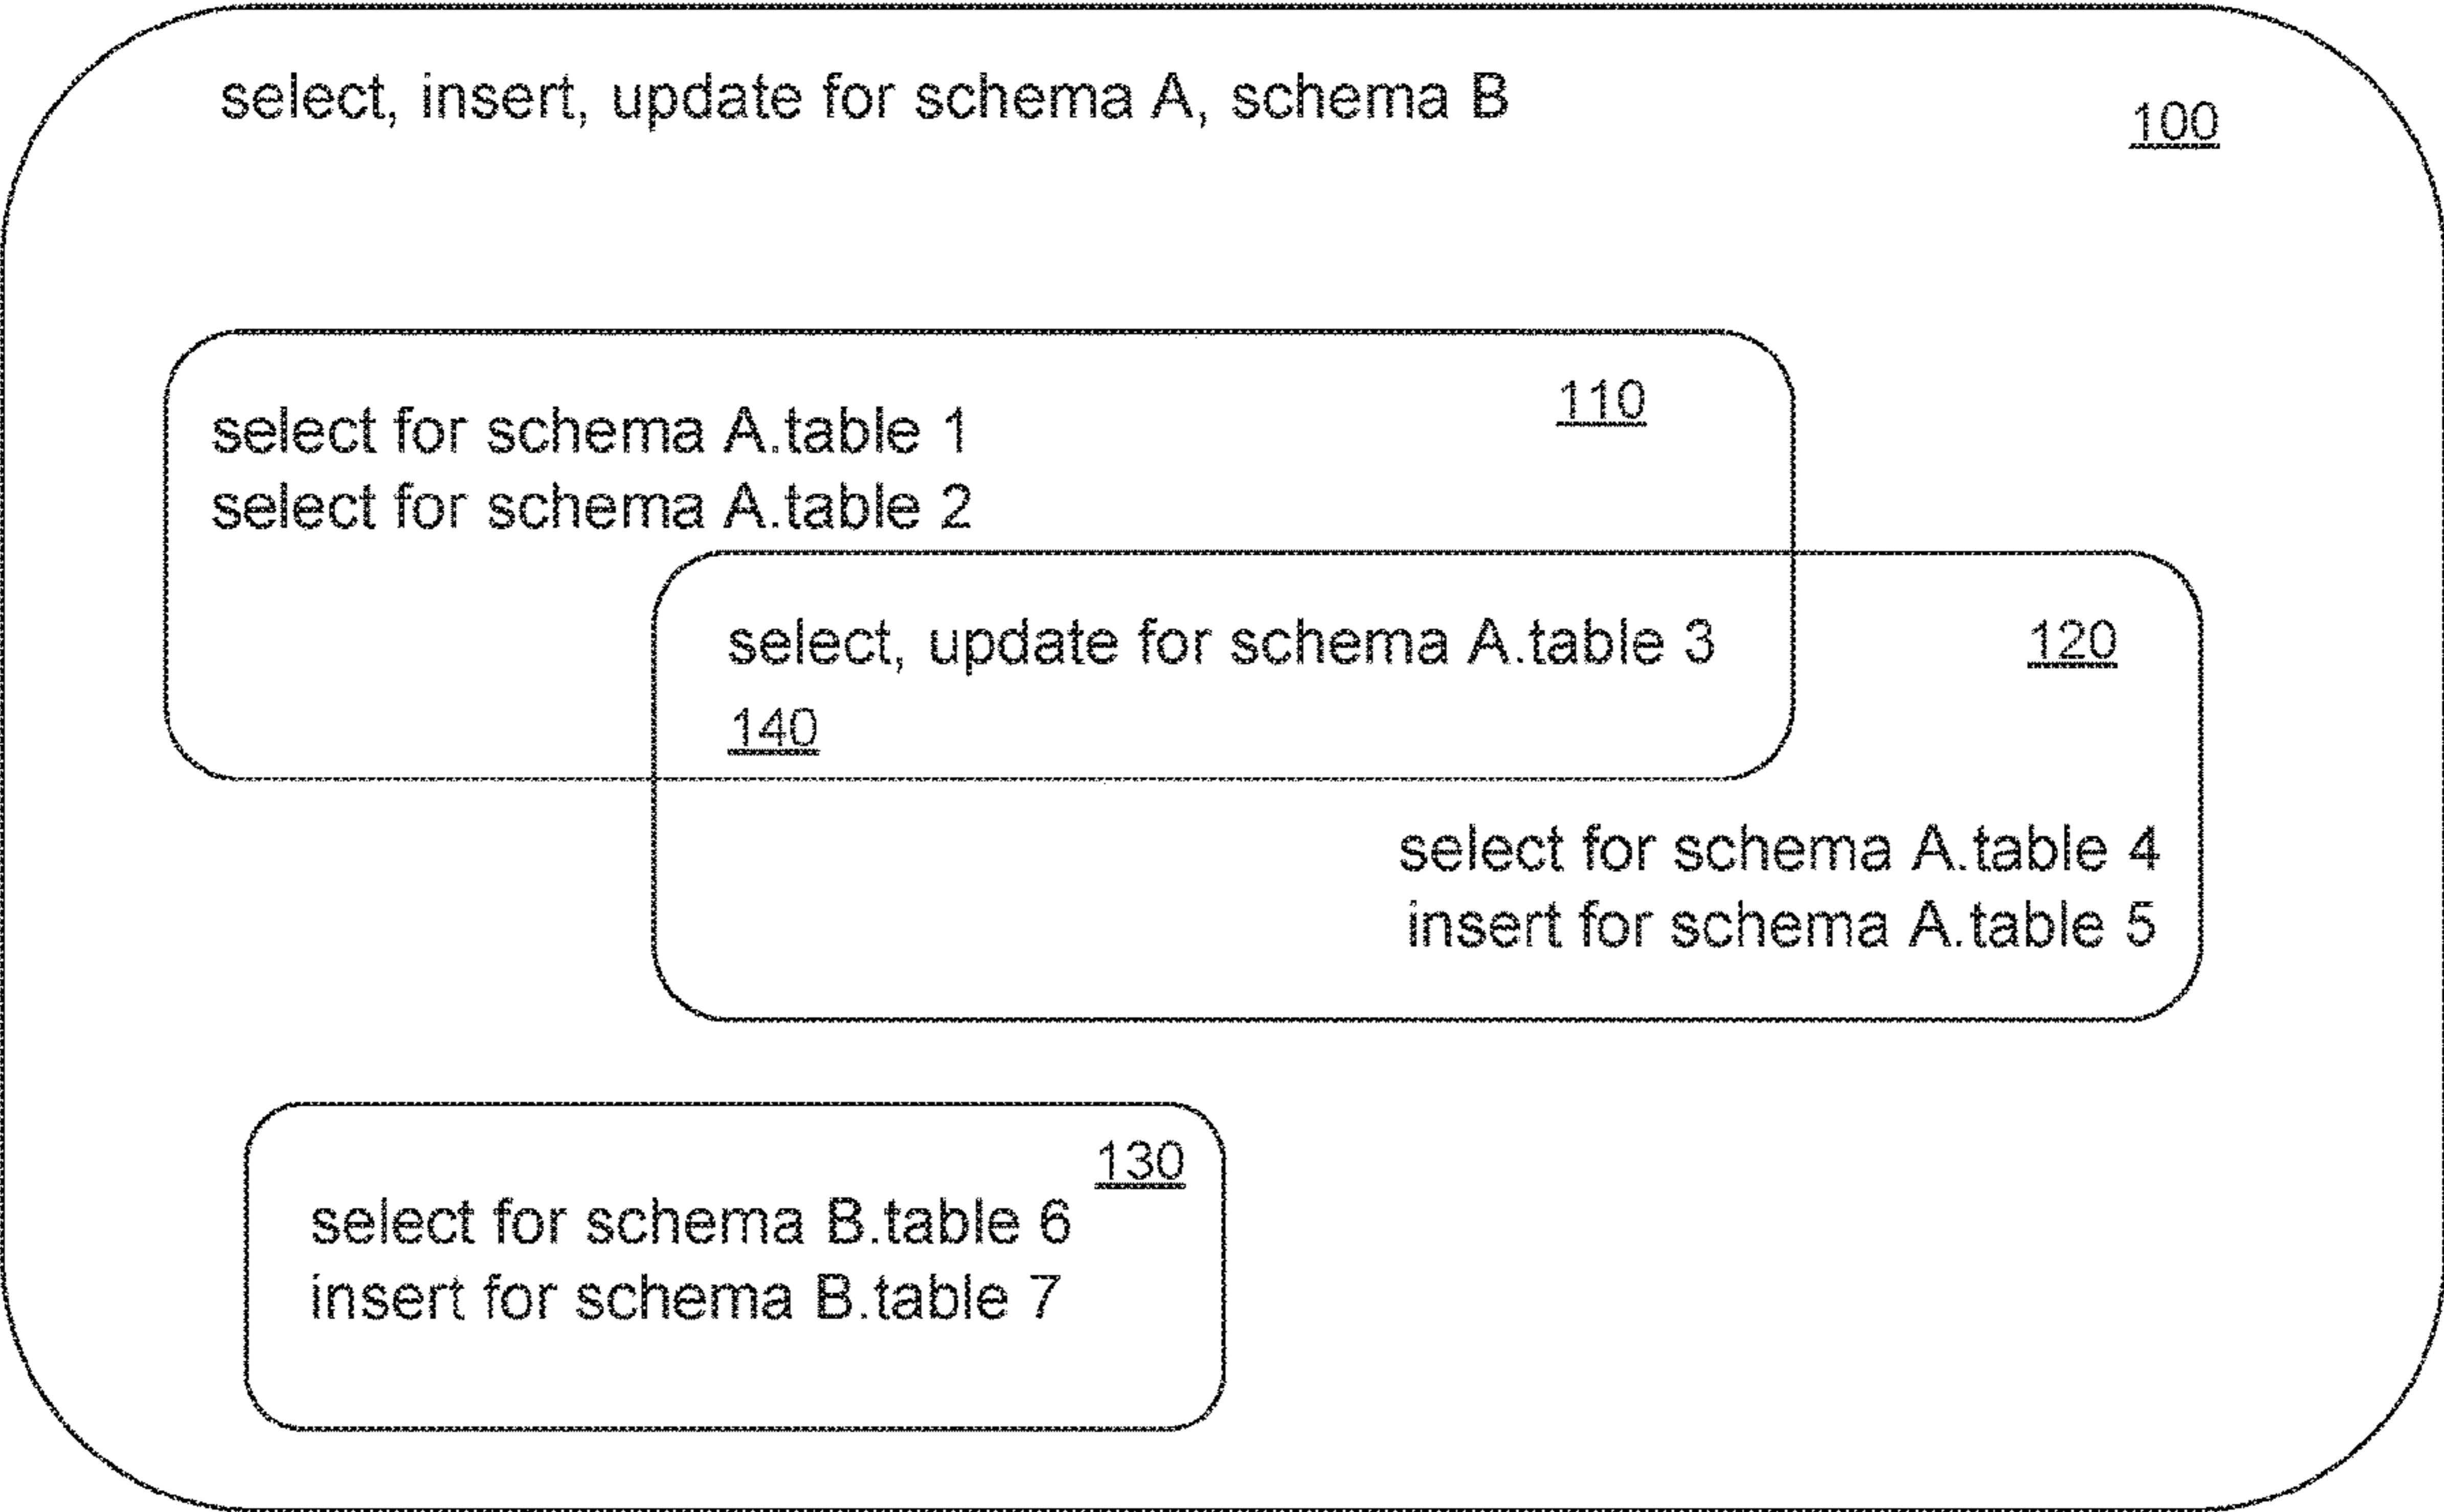 select, insert, update for schema A, schema B
100
110
select for schema A.table 1
select for schema A.table 2
select, update for schema A.table 3
120
140
select for schema A.table 4
insert for schema A.table 5
130
select for schema B.table 6
insert for schema B.table 7